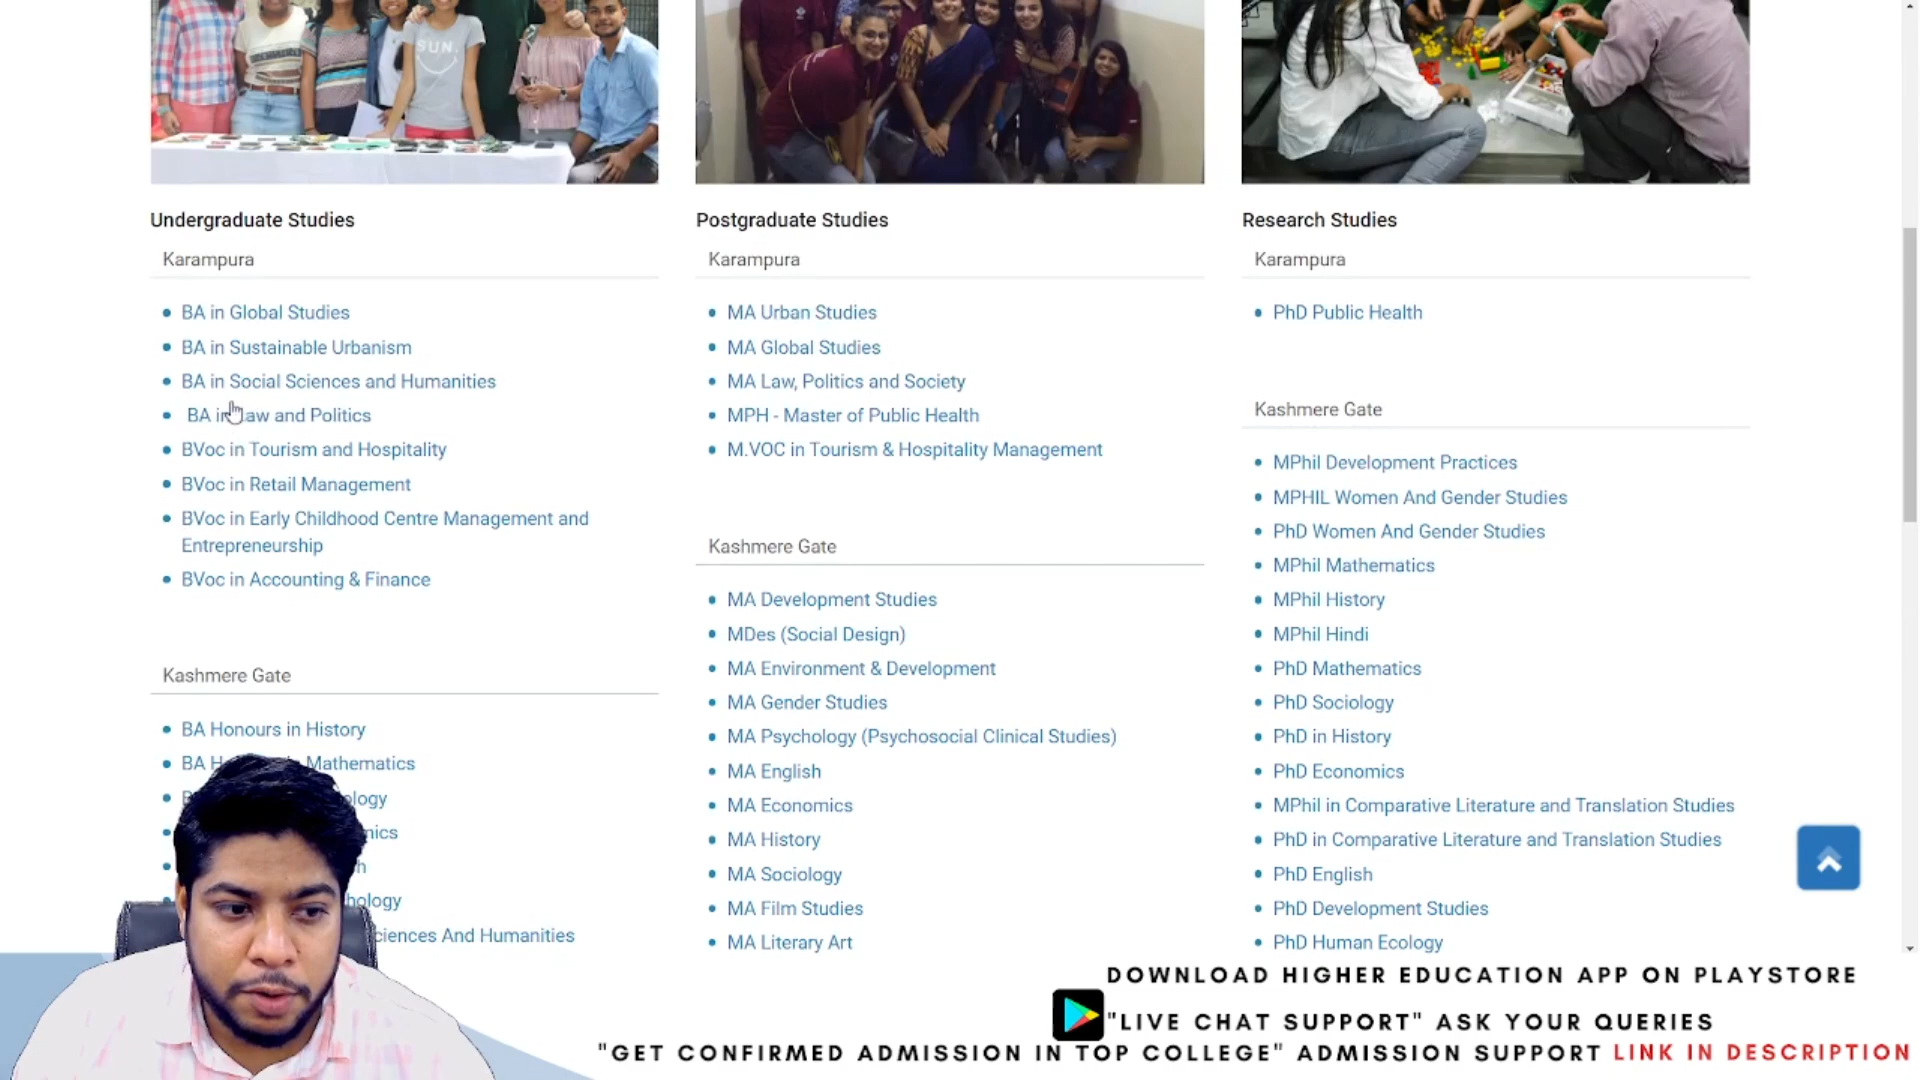 SUN.
Undergraduate Studies
Karampura
BA in Global Studies
BA in Sustainable Urbanism
BA in Social Sciences and Humanities
BA in Law and Politics
BVoc in Tourism and Hospitality
BVoc in Retail Management
BVoc in Early Childhood Centre Management and
Entrepreneurship
BVoc in Accounting & Finance
Kashmere Gate
BA Honours in History
BA Mathematics
Sciences And Humanities
Postgraduate Studies
Karampura
MA Urban Studies
MA Global Studies
MA Law, Politics and Society
MPH - Master of Public Health
M.VOC in Tourism & Hospitality Management
Kashmere Gate
MA Development Studies
MDes (Social Design)
MA Environment & Development
MA Gender Studies
MA Psychology (Psychosocial Clinical Studies)
MA English
MA Economics
MA History
MA Sociology
MA Film Studies
MA Literary Art
Research Studies
Karampura
PhD Public Health
Kashmere Gate
MPhil Development Practices
MPHIL Women And Gender Studies
PhD Women And Gender Studies
MPhil Mathematics
MPhil History
MPhil Hindi
PhD Mathematics
PhD Sociology
PhD in History
PhD Economics
MPhil in Comparative Literature and Translation Studies
PhD in Comparative Literature and Translation Studies
PhD English
PhD Development Studies
PhD Human Ecology
DOWNLOAD HIGHER EDUCATION APP ON PLAYSTORE
"LIVE CHAT SUPPORT" ASK YOUR QUERIES
"GET CONFIRMED ADMISSION IN TOP COLLEGE" ADMISSION SUPPORT LINK IN DESCRIPTION